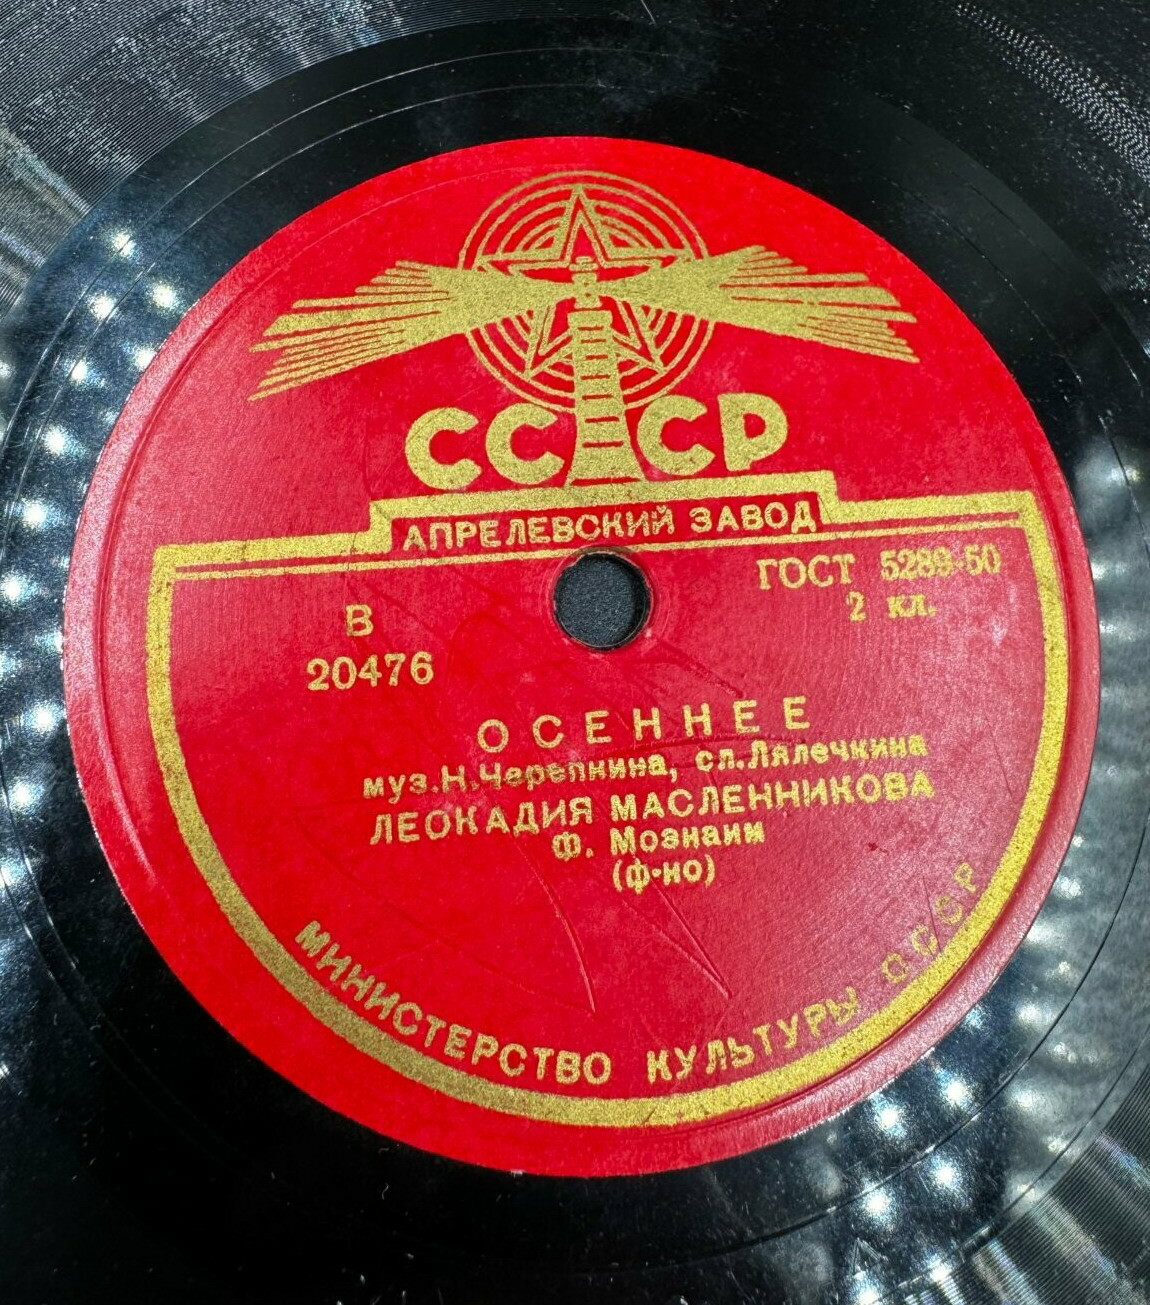 СССР
АПРЕЛЕВСКИЙ ЗАВОД
ГОСТ 5289-50
2 кл.
В
20476
ОСЕННЕЕ
муз.Н.Черепнина, сл.Лялечкина
ЛЕОКАДИЯ МАСЛЕННИКОВА
Ф. Мознаим
(ф-но)
МИНИСТЕРСТВО КУЛЬТУРЫ СССР